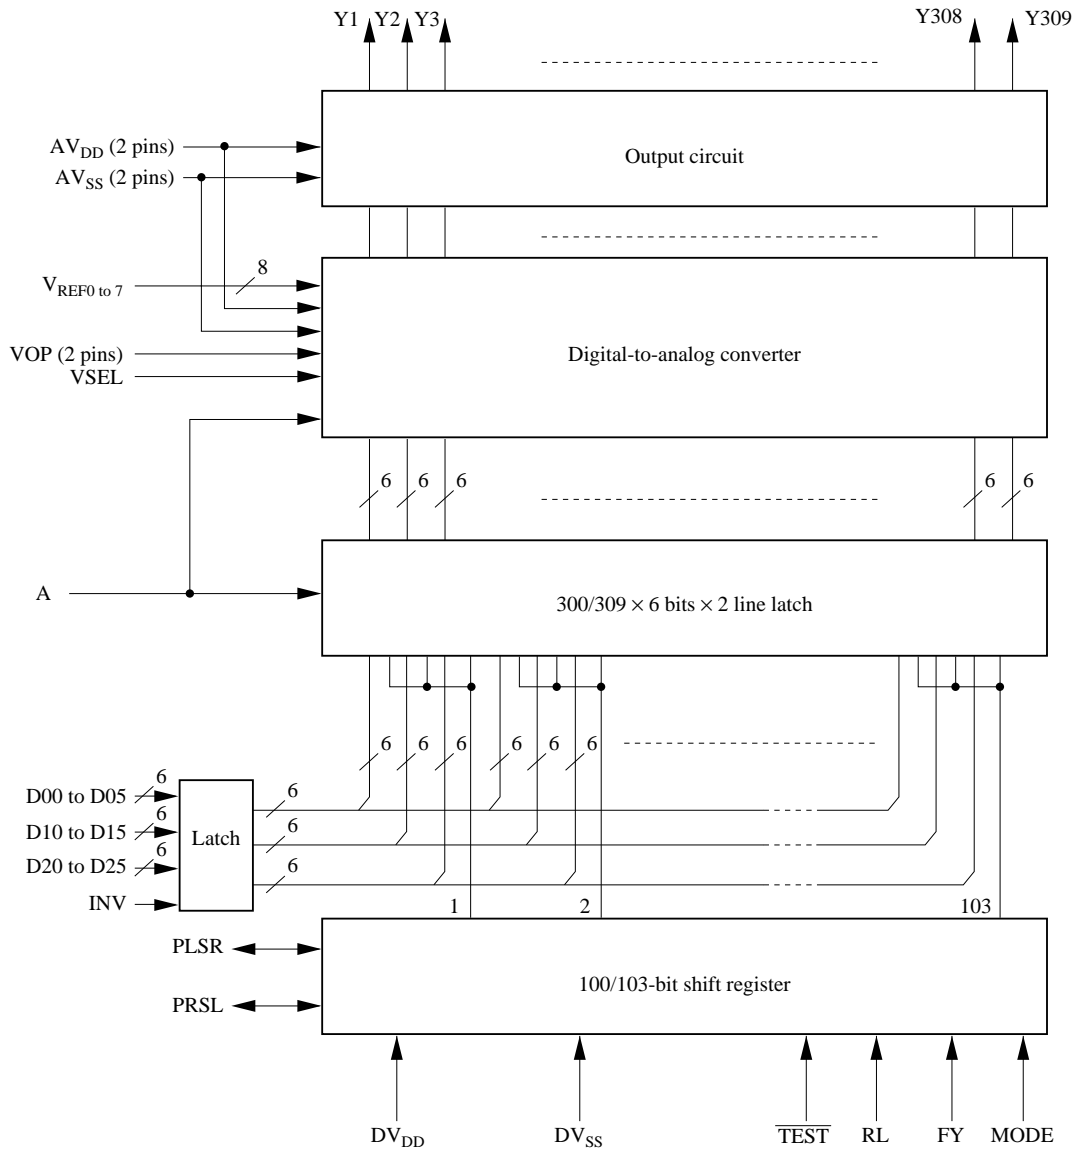 Y1 Y2 Y3 Y308 Y309
AVDD (2 pins)
Output circuit
AVSS (2 pins)
8
VREF0 to 7
VOP (2 pins)
Digital-to-analog converter
VSEL
6 6 6 6 6
A
300/309 × 6 bits × 2 line latch
6 6 6 6 6 6
D00 to D05 6 6
D10 to D15 6 Latch 6
D20 to D25 6 6
INV
1 2 103
PLSR
100/103-bit shift register
PRSL
DVDD DVSS TEST RL FY MODE